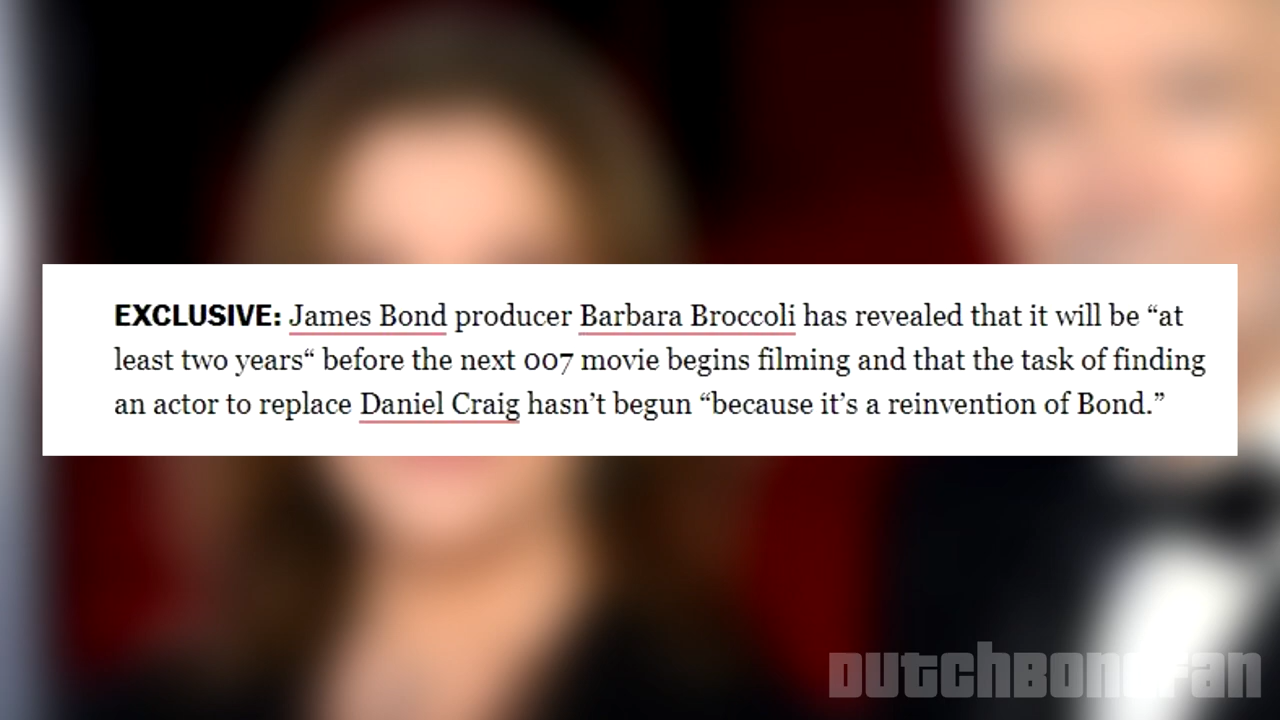 EXCLUSIVE: James Bond producer Barbara Broccoli has revealed that it will be “at
least two years“ before the next 007 movie begins filming and that the task of finding
an actor to replace Daniel Craig hasn’t begun “because it’s a reinvention of Bond.”
DUTCHBONDFAN